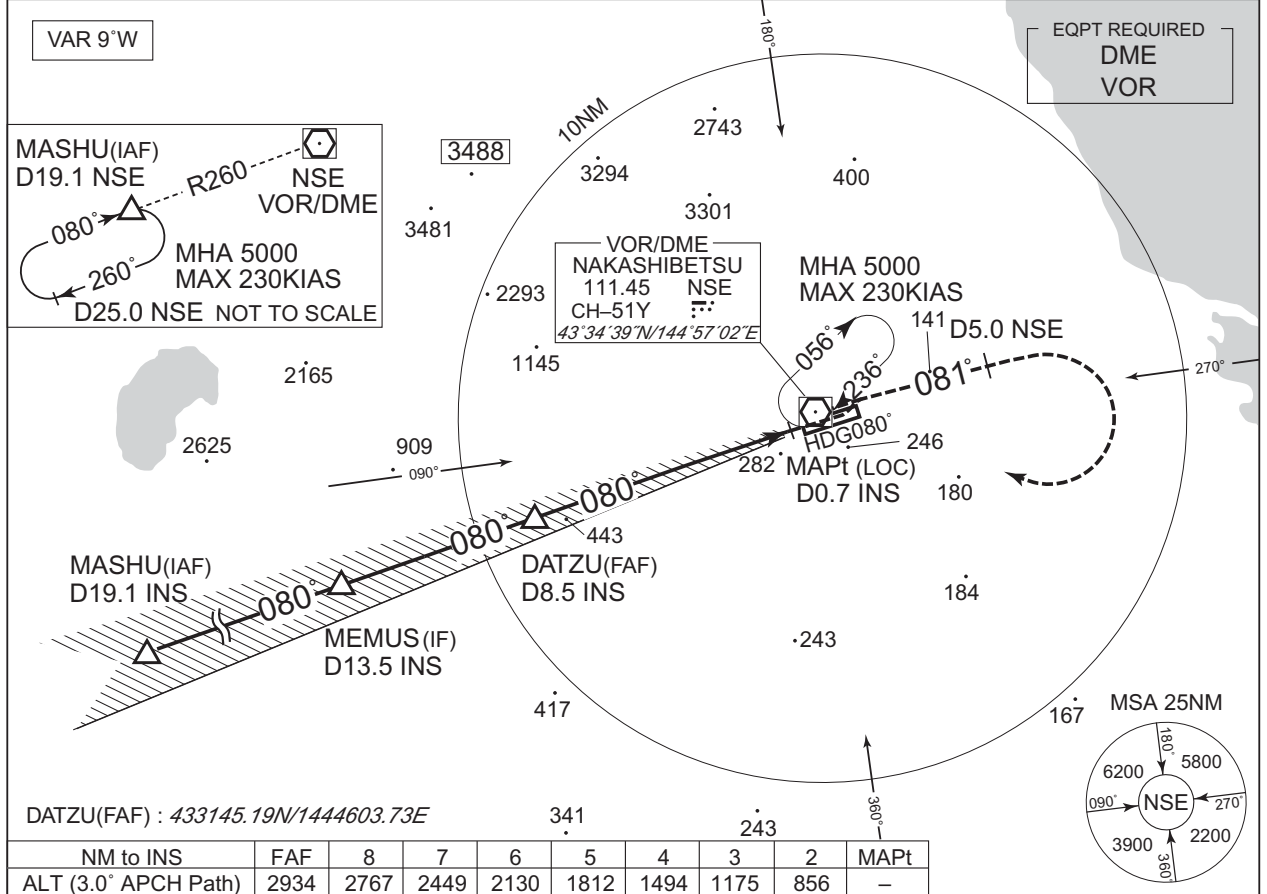 VAR 9˚W
EQPT REQUIRED
DME
VOR
180˚
10NM
2743
3488
3294
400
3301
3481
MASHU(IAF)
D19.1 NSE
R260
NSE
VOR/DME
080˚
260˚
MHA 5000
MAX 230KIAS
D25.0 NSE NOT TO SCALE
VOR/DME
NAKASHIBETSU
111.45 NSE
CH–51Y
43°34´39˝N/144°57´02˝E
2293
MHA 5000
MAX 230KIAS
141
D5.0 NSE
1145
056˚
236˚
081˚
270˚
2165
2625
909
090˚
HDG080˚
246
282
MAPt (LOC)
D0.7 INS
180
080˚
080˚
443
DATZU(FAF)
D8.5 INS
MASHU(IAF)
D19.1 INS
080˚
MEMUS(IF)
D13.5 INS
184
243
417
167
MSA 25NM
180˚
6200
5800
090˚
NSE
270˚
3900
2200
360˚
360˚
DATZU(FAF) : 433145.19N/1444603.73E
341
243
NM to INS FAF 8 7 6 5 4 3 2 MAPt
ALT (3.0˚ APCH Path) 2934 2767 2449 2130 1812 1494 1175 856 –